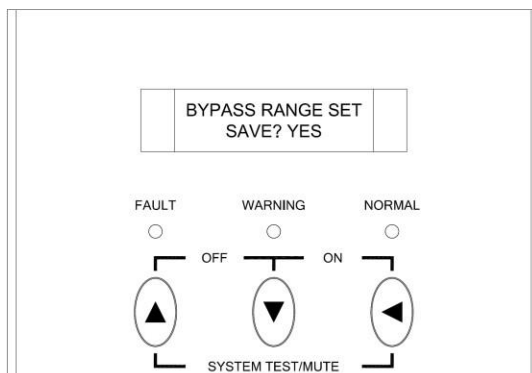 BYPASS RANGE SET
SAVE? YES
FAULT WARNING NORMAL
OFF ON
SYSTEM TEST/MUTE